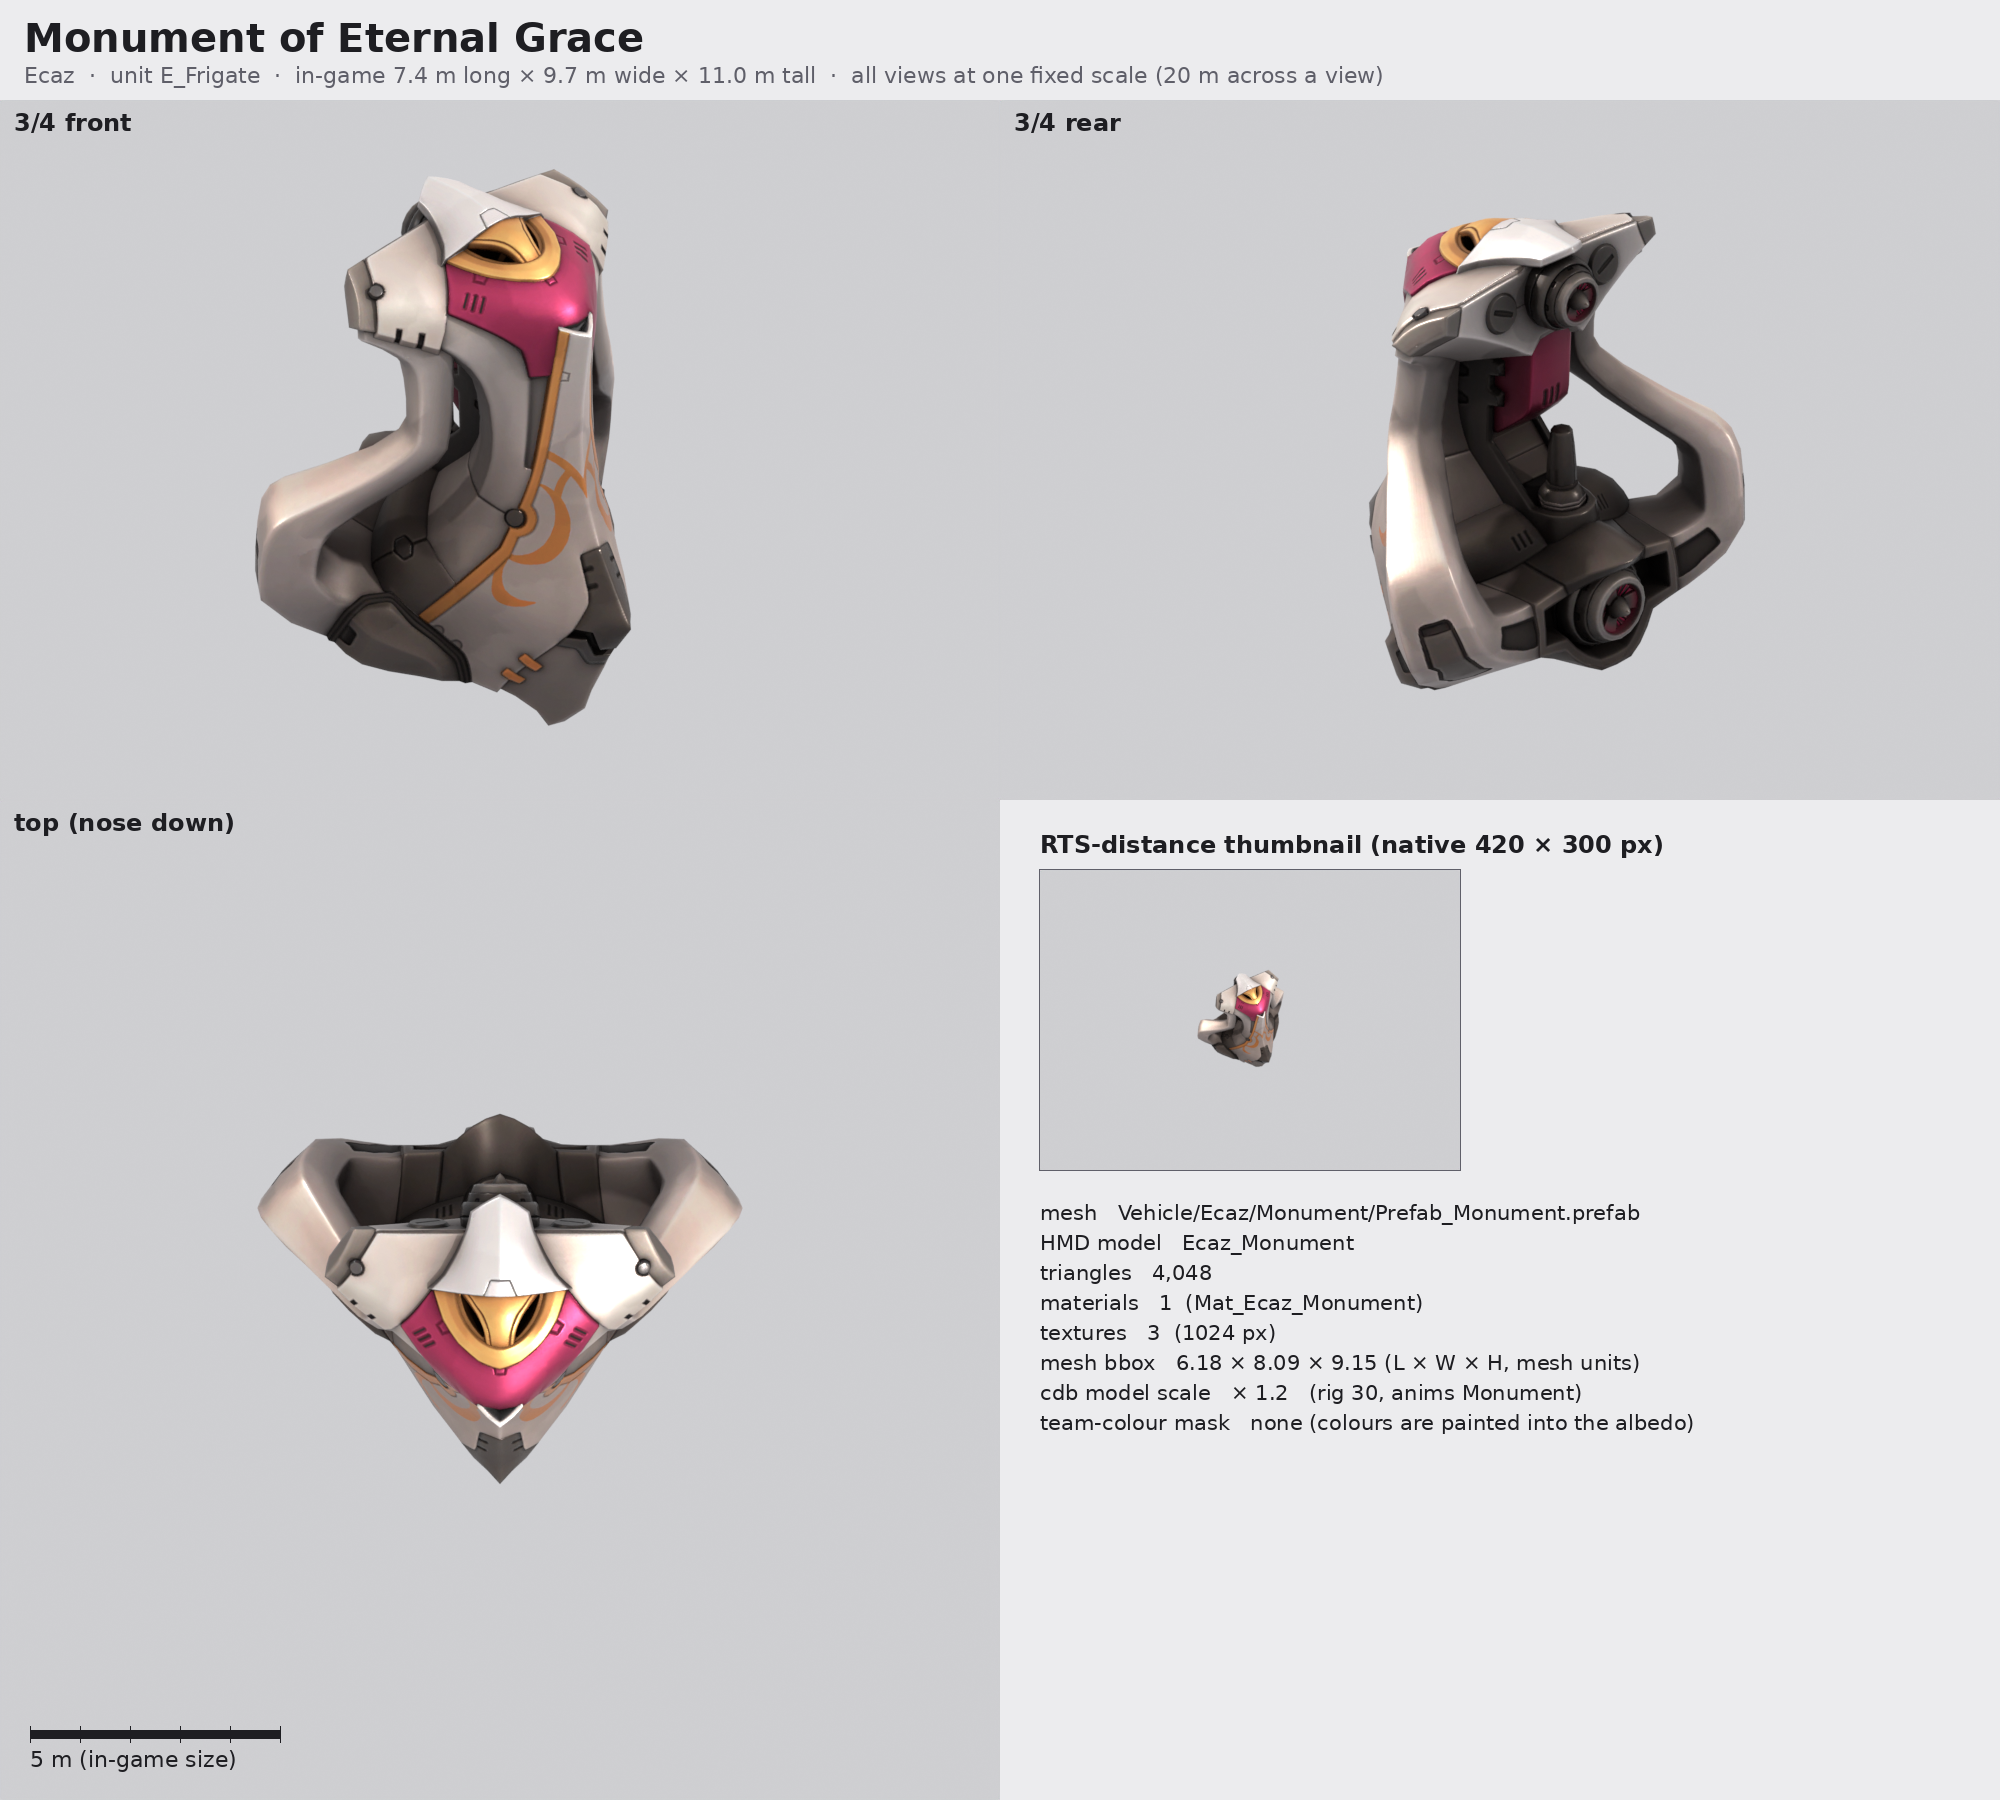 Monument of Eternal Grace
Ecaz · unit E_Frigate · in-game 7.4 m long × 9.7 m wide × 11.0 m tall · all views at one fixed scale (20 m across a view)
3/4 front
3/4 rear
top (nose down)
RTS-distance thumbnail (native 420 × 300 px)
mesh Vehicle/Ecaz/Monument/Prefab_Monument.prefab
HMD model Ecaz_Monument
triangles 4,048
materials 1 (Mat_Ecaz_Monument)
textures 3 (1024 px)
mesh bbox 6.18 × 8.09 × 9.15 (L × W × H, mesh units)
cdb model scale × 1.2 (rig 30, anims Monument)
team-colour mask none (colours are painted into the albedo)
5 m (in-game size)